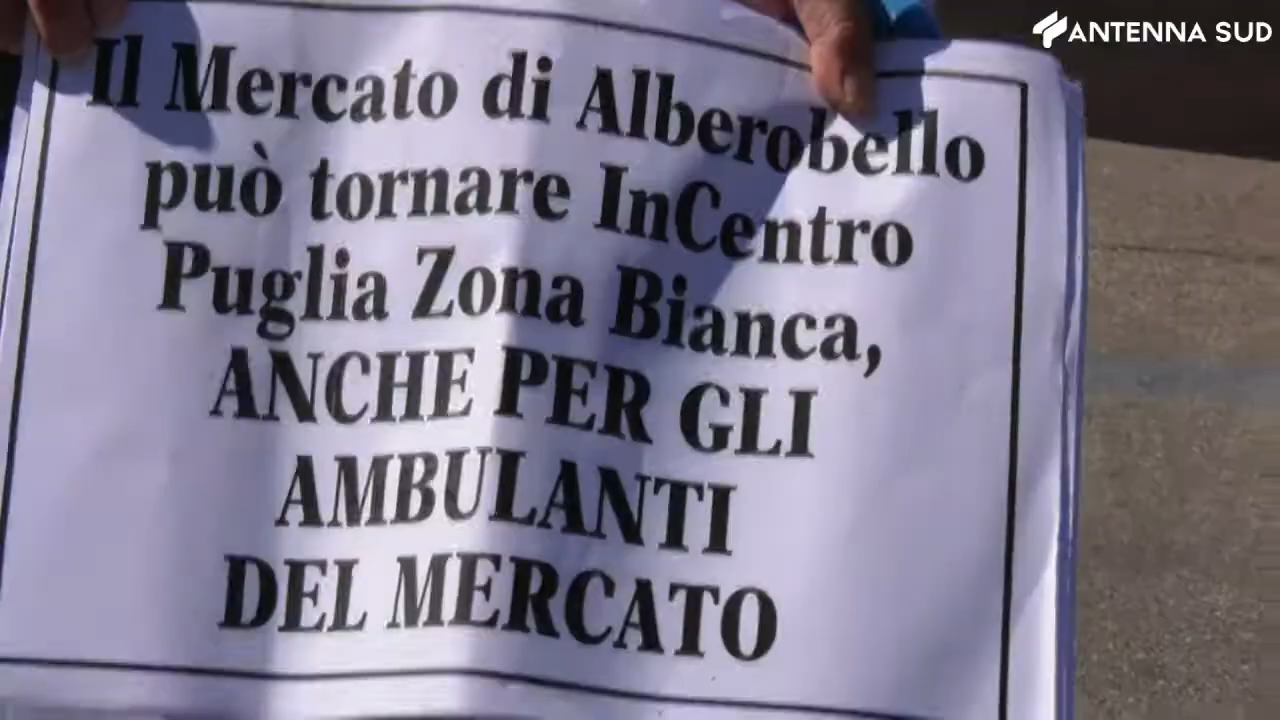 ANTENNA SUD
Il Mercato di Alberobello
può tornare InCentro
Puglia Zona Bianca,
ANCHE PER GLI
AMBULANTI
DEL MERCATO